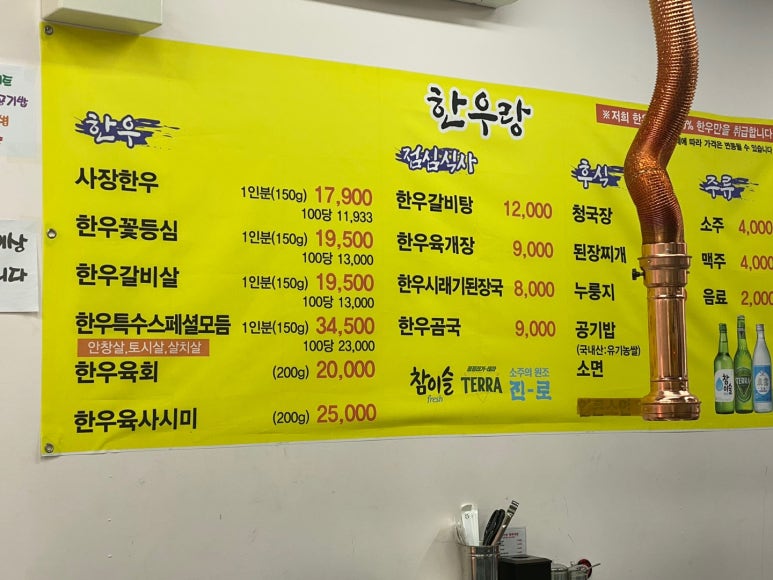 한우랑
※저희 한우
% 한우만을 취급합니다
에 따라 가격은 변동될 수 있습니다
한우
사장한우 1인분(150g) 17,900
100당 11,933
한우꽃등심 1인분(150g) 19,500
100당 13,000
한우갈비살 1인분(150g) 19,500
100당 13,000
한우특수스페셜모듬 1인분(150g) 34,500
안창살,토시살,살치살 100당 23,000
한우육회 (200g) 20,000
한우육사시미 (200g) 25,000
점심식사
한우갈비탕 12,000
한우육개장 9,000
한우시래기된장국 8,000
한우곰국 9,000
참이슬
fresh
TERRA
소주의 원조
진-로
후식
청국장
된장찌개
누룽지
공기밥
(국내산:유기농쌀)
소면
주류
소주 4,000
맥주 4,000
음료 2,000
참이슬
TERRA